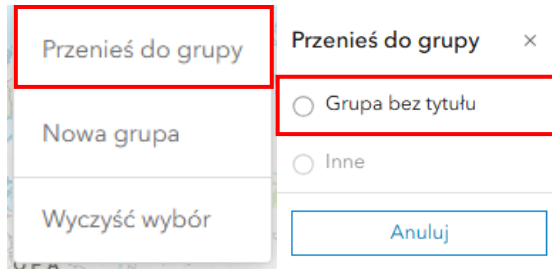 Przenieś do grupy
Nowa grupa
Wyczyść wybór
Przenieś do grupy ×
Grupa bez tytułu
Inne
Anuluj